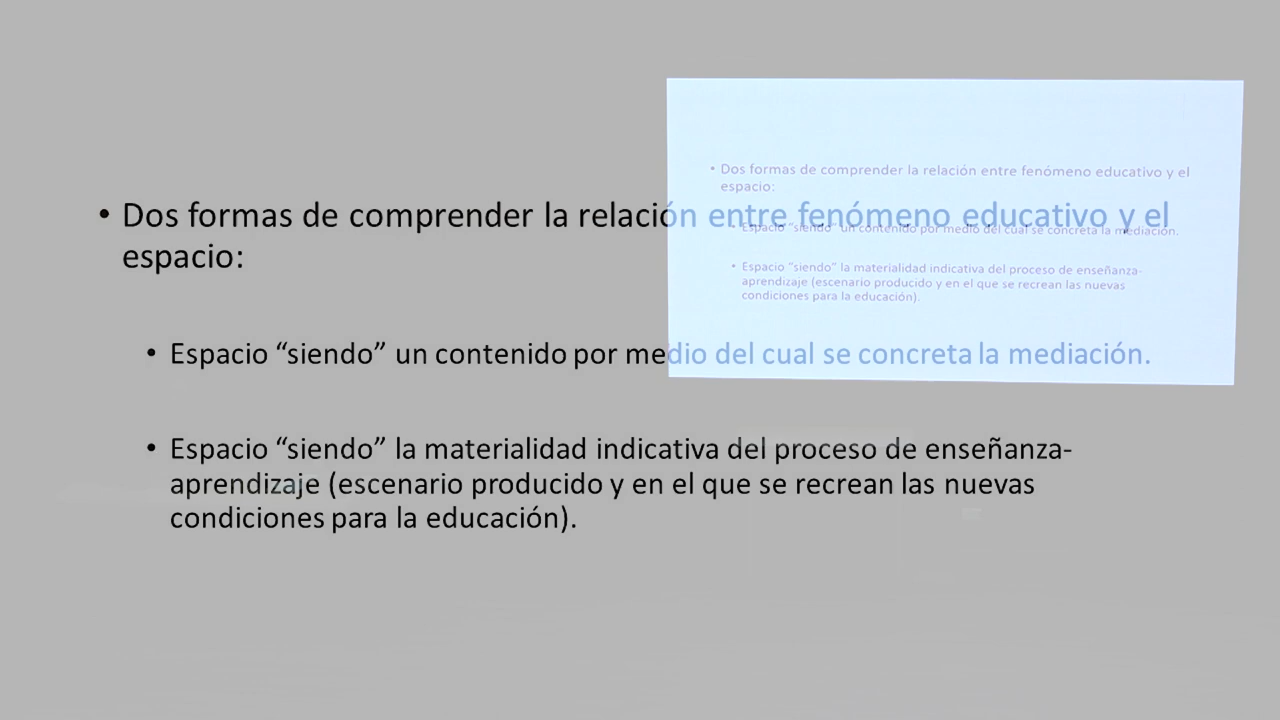 • Dos formas de comprender la relación entre fenómeno educativo y el
espacio:
• Espacio “siendo” un contenido por medio del cual se concreta la mediación.
• Espacio “siendo” la materialidad indicativa del proceso de enseñanza-
aprendizaje (escenario producido y en el que se recrean las nuevas
condiciones para la educación).
• Dos formas de comprender la relación entre fenómeno educativo y el
espacio:
• Espacio “siendo” un contenido por medio del cual se concreta la mediación.
• Espacio “siendo” la materialidad indicativa del proceso de enseñanza-
aprendizaje (escenario producido y en el que se recrean las nuevas
condiciones para la educación).